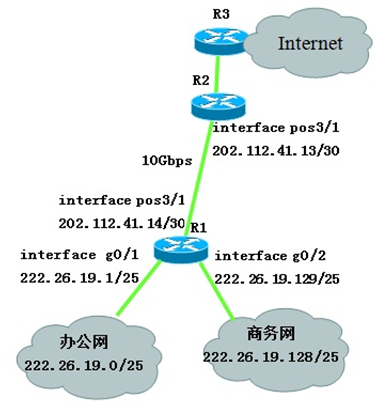 R3
Internet
R2
interface pos3/1
202.112.41.13/30
10Gbps
interface pos3/1
202.112.41.14/30
R1
interface g0/1
222.26.19.1/25
interface g0/2
222.26.19.129/25
办公网
222.26.19.0/25
商务网
222.26.19.128/25